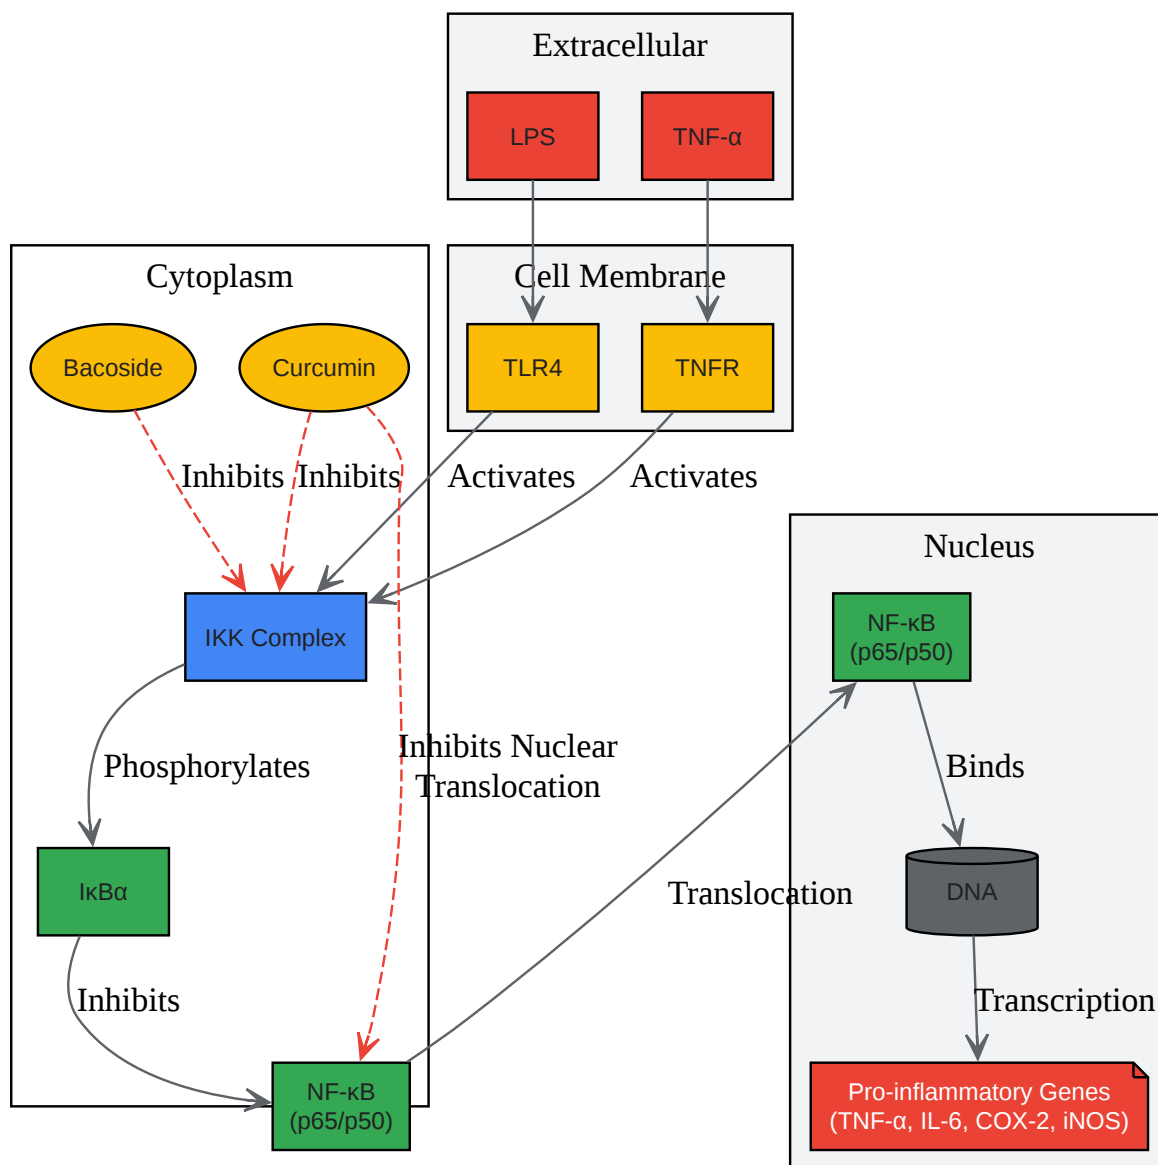 Extracellular
LPS
TNF-α
Cytoplasm
Cell Membrane
Bacoside
Curcumin
TLR4
TNFR
Inhibits
Inhibits
Activates
Activates
Nucleus
IKK Complex
NF-κB
(p65/p50)
Phosphorylates
Inhibits Nuclear
Translocation
Binds
IκBα
Translocation
DNA
Inhibits
Transcription
NF-κB
(p65/p50)
Pro-inflammatory Genes
(TNF-α, IL-6, COX-2, iNOS)